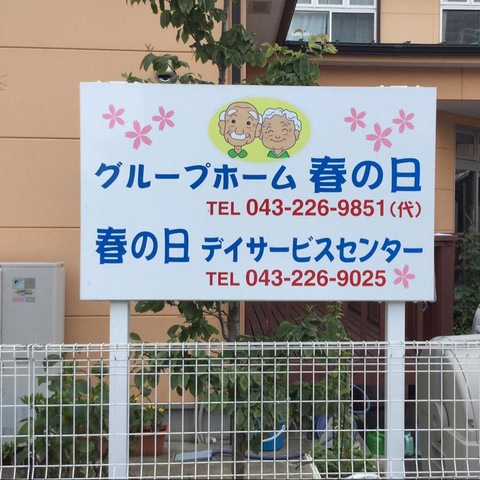 グループホーム 春の日
TEL 043-226-9851(代)
春の日 デイサービスセンター
TEL 043-226-9025